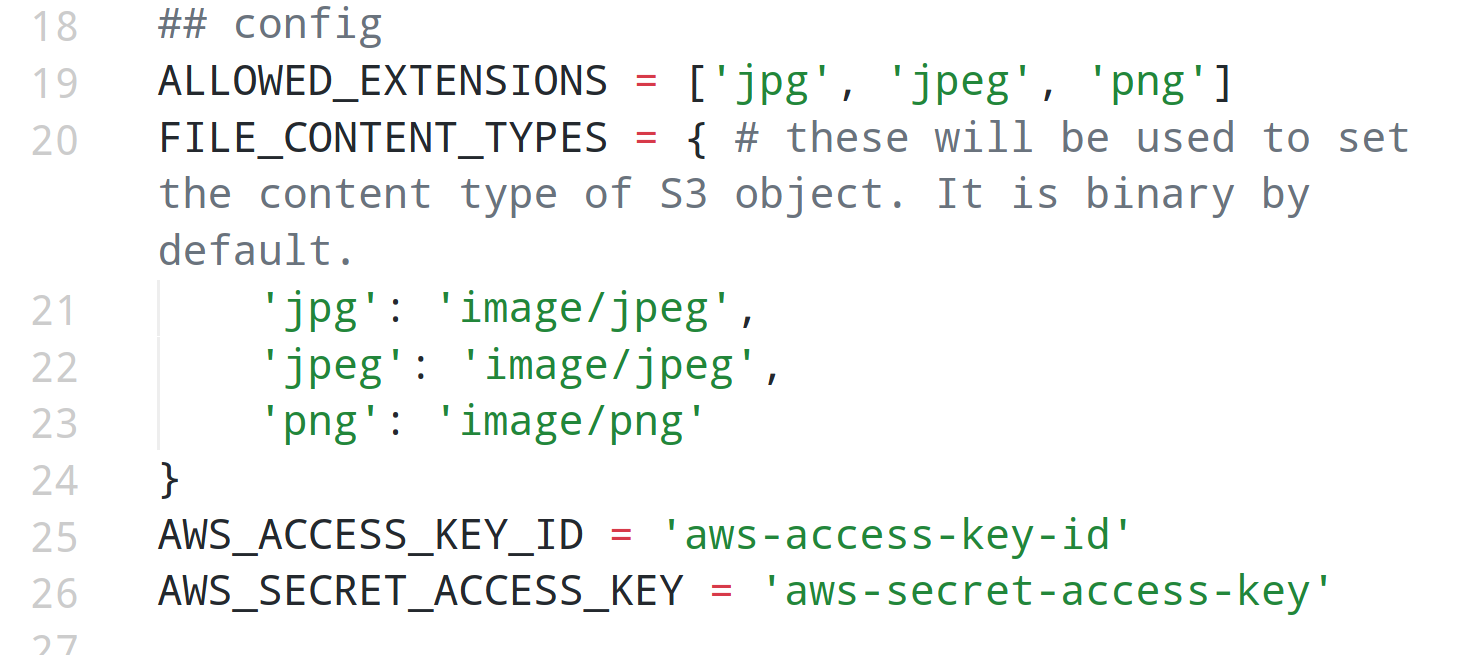 18 ## config
19 ALLOWED_EXTENSIONS = ['jpg', 'jpeg', 'png']
20 FILE_CONTENT_TYPES = { # these will be used to set
the content type of S3 object. It is binary by
default.
21 'jpg': 'image/jpeg',
22 'jpeg': 'image/jpeg',
23 'png': 'image/png'
24 }
25 AWS_ACCESS_KEY_ID = 'aws-access-key-id'
26 AWS_SECRET_ACCESS_KEY = 'aws-secret-access-key'
27